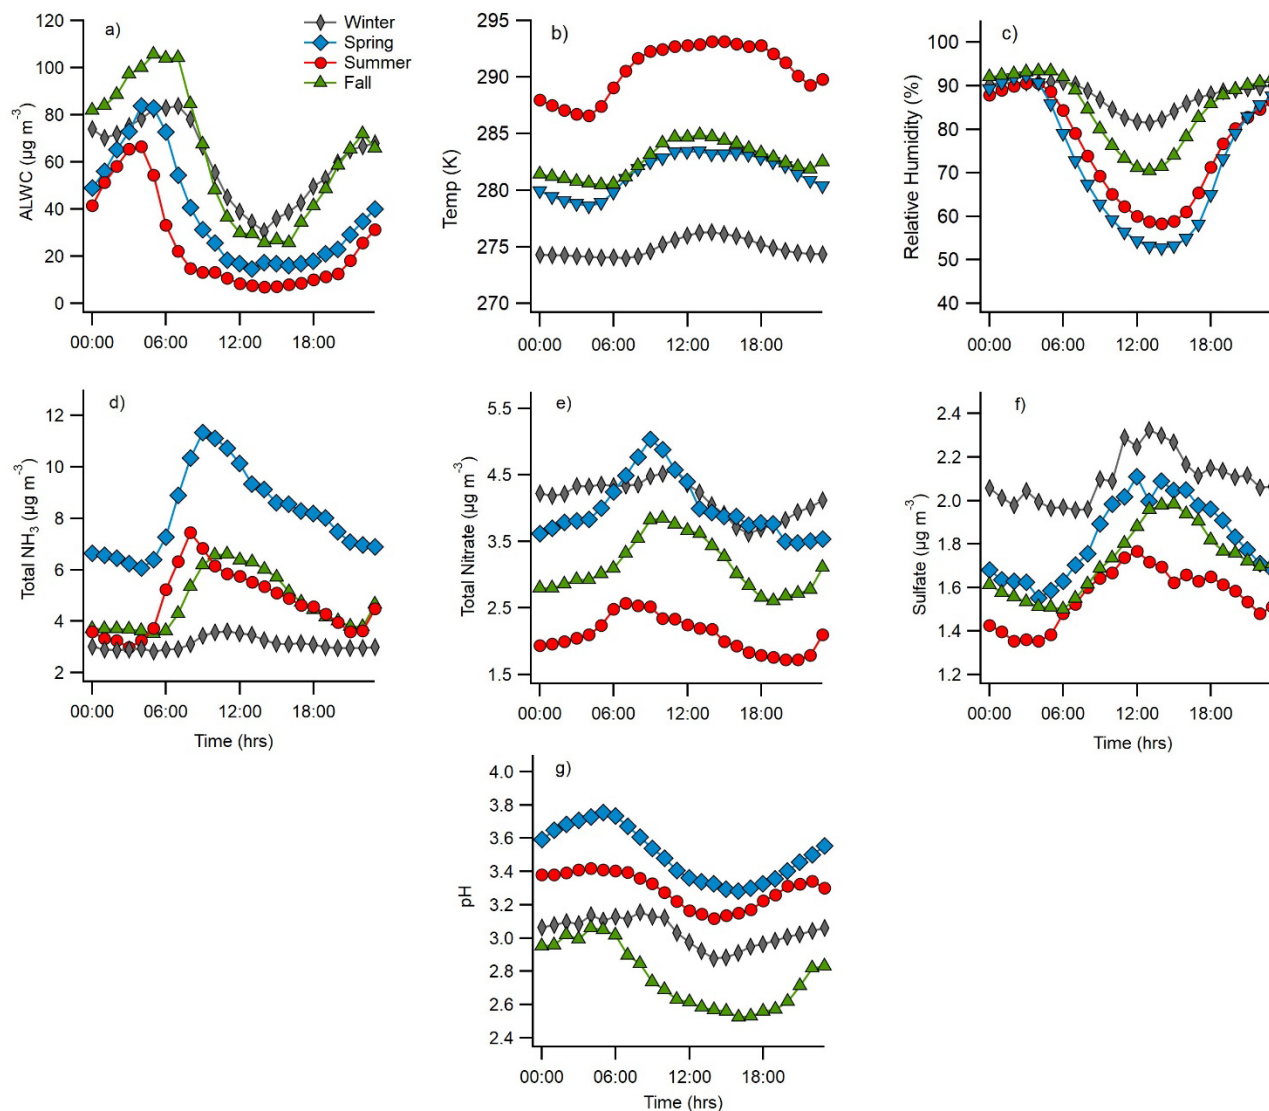 a)
Winter
Spring
Summer
Fall
ALWC (µg m⁻³)
120
100
80
60
40
20
0
00:00 06:00 12:00 18:00
b)
Temp (K)
295
290
285
280
275
270
00:00 06:00 12:00 18:00
c)
Relative Humidity (%)
100
90
80
70
60
50
40
00:00 06:00 12:00 18:00
d)
Total NH₃ (µg m⁻³)
12
10
8
6
4
2
00:00 06:00 12:00 18:00
Time (hrs)
e)
Total Nitrate (µg m⁻³)
5.5
4.5
3.5
2.5
1.5
00:00 06:00 12:00 18:00
f)
Sulfate (µg m⁻³)
2.4
2.2
2.0
1.8
1.6
1.4
1.2
00:00 06:00 12:00 18:00
Time (hrs)
g)
pH
4.0
3.8
3.6
3.4
3.2
3.0
2.8
2.6
2.4
00:00 06:00 12:00 18:00
Time (hrs)